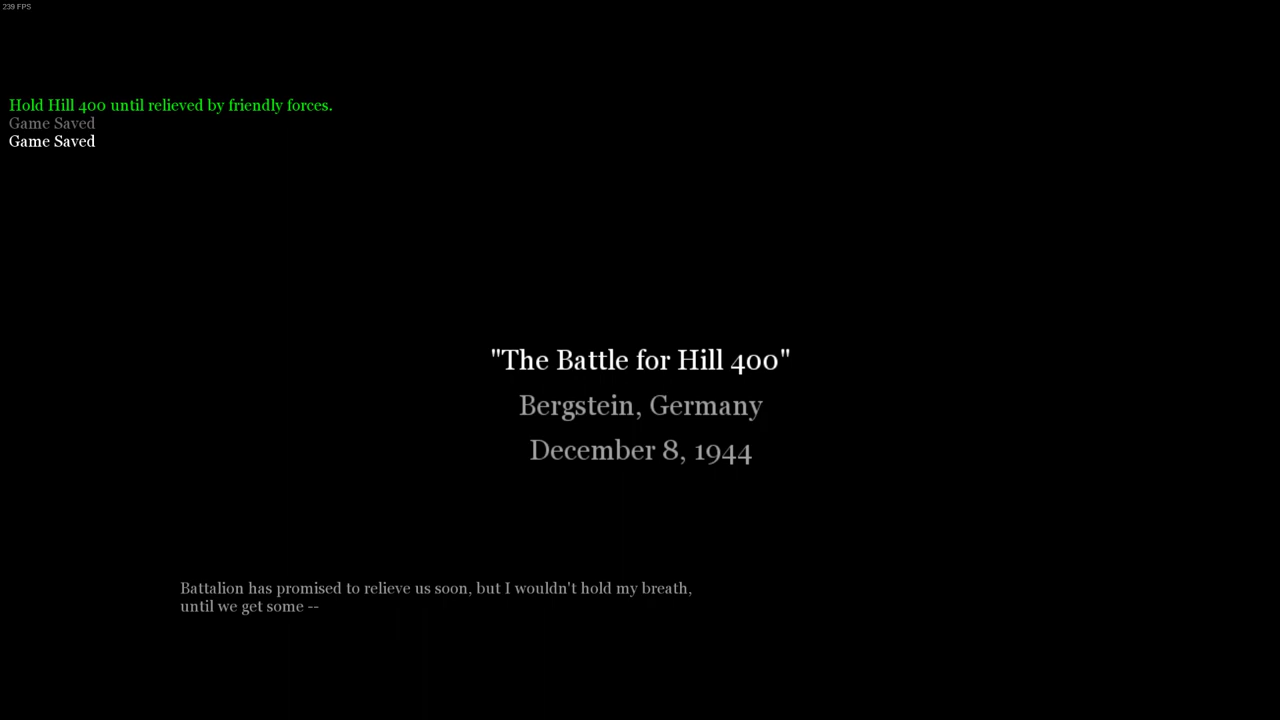 239 FPS
Hold Hill 400 until relieved by friendly forces.
Game Saved
Game Saved
"The Battle for Hill 400"
Bergstein, Germany
December 8, 1944
Battalion has promised to relieve us soon, but I wouldn't hold my breath,
until we get some --